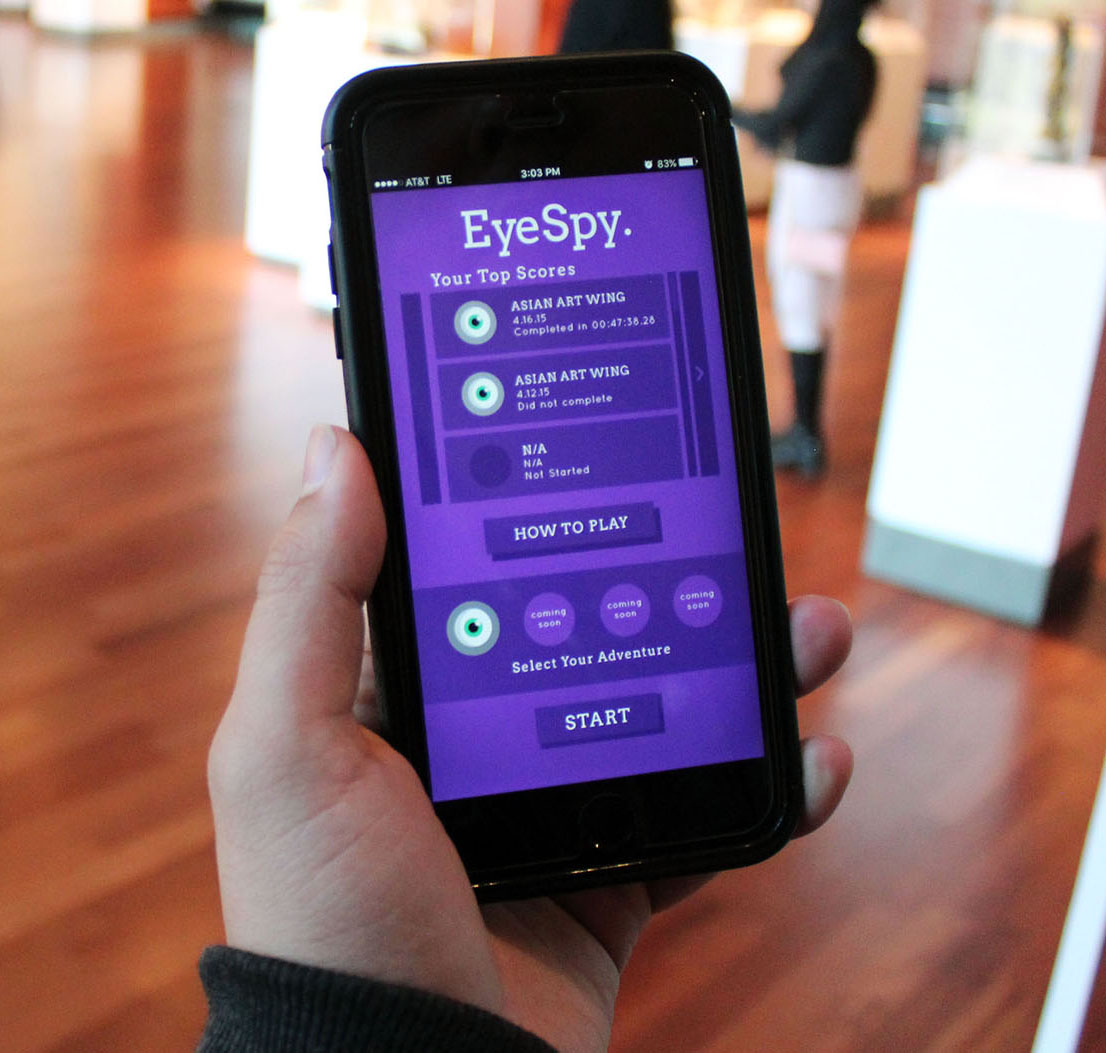 AT&T LTE 3:03 PM 83%
EyeSpy.
Your Top Scores
ASIAN ART WING
4.16.15
Completed in 00:47:38.28
ASIAN ART WING
4.12.15
Did not complete
N/A
N/A
Not Started
HOW TO PLAY
coming
soon
coming
soon
coming
soon
Select Your Adventure
START